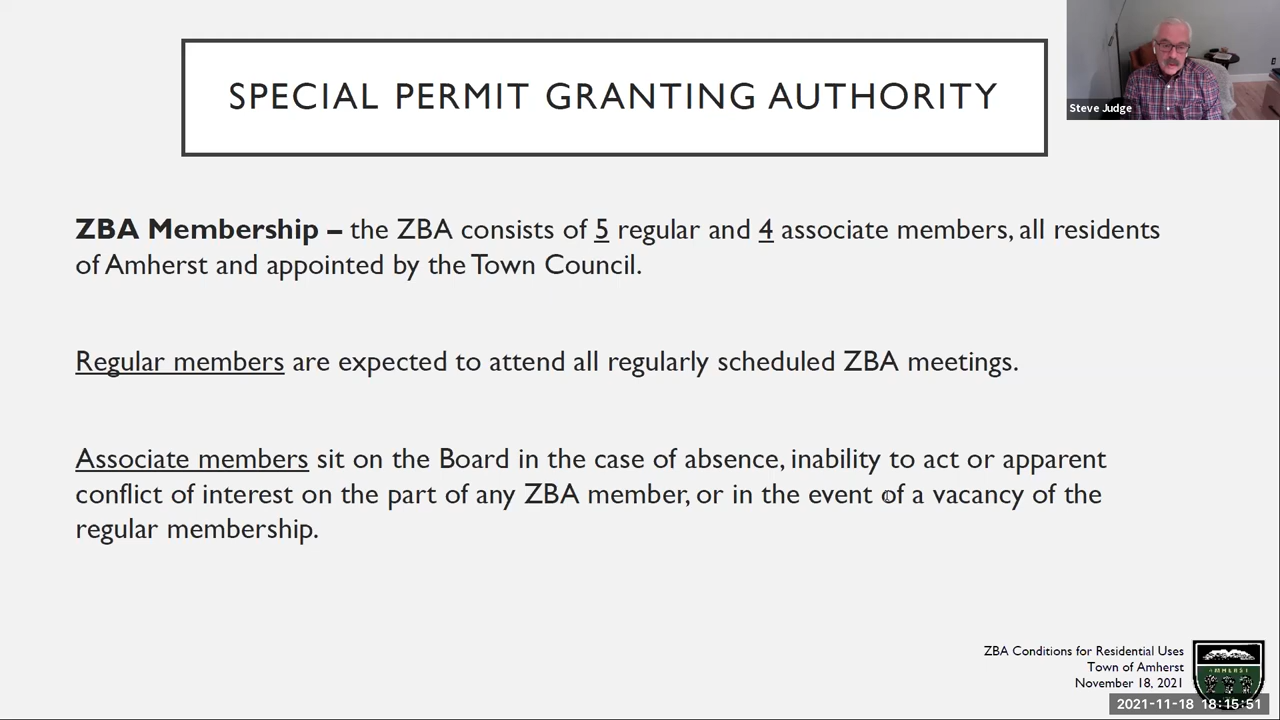 SPECIAL PERMIT GRANTING AUTHORITY
Steve Judge
ZBA Membership – the ZBA consists of 5 regular and 4 associate members, all residents
of Amherst and appointed by the Town Council.
Regular members are expected to attend all regularly scheduled ZBA meetings.
Associate members sit on the Board in the case of absence, inability to act or apparent
conflict of interest on the part of any ZBA member, or in the event of a vacancy of the
regular membership.
ZBA Conditions for Residential Uses
Town of Amherst
November 18, 2021
AMHERST
2021-11-18 18:15:51